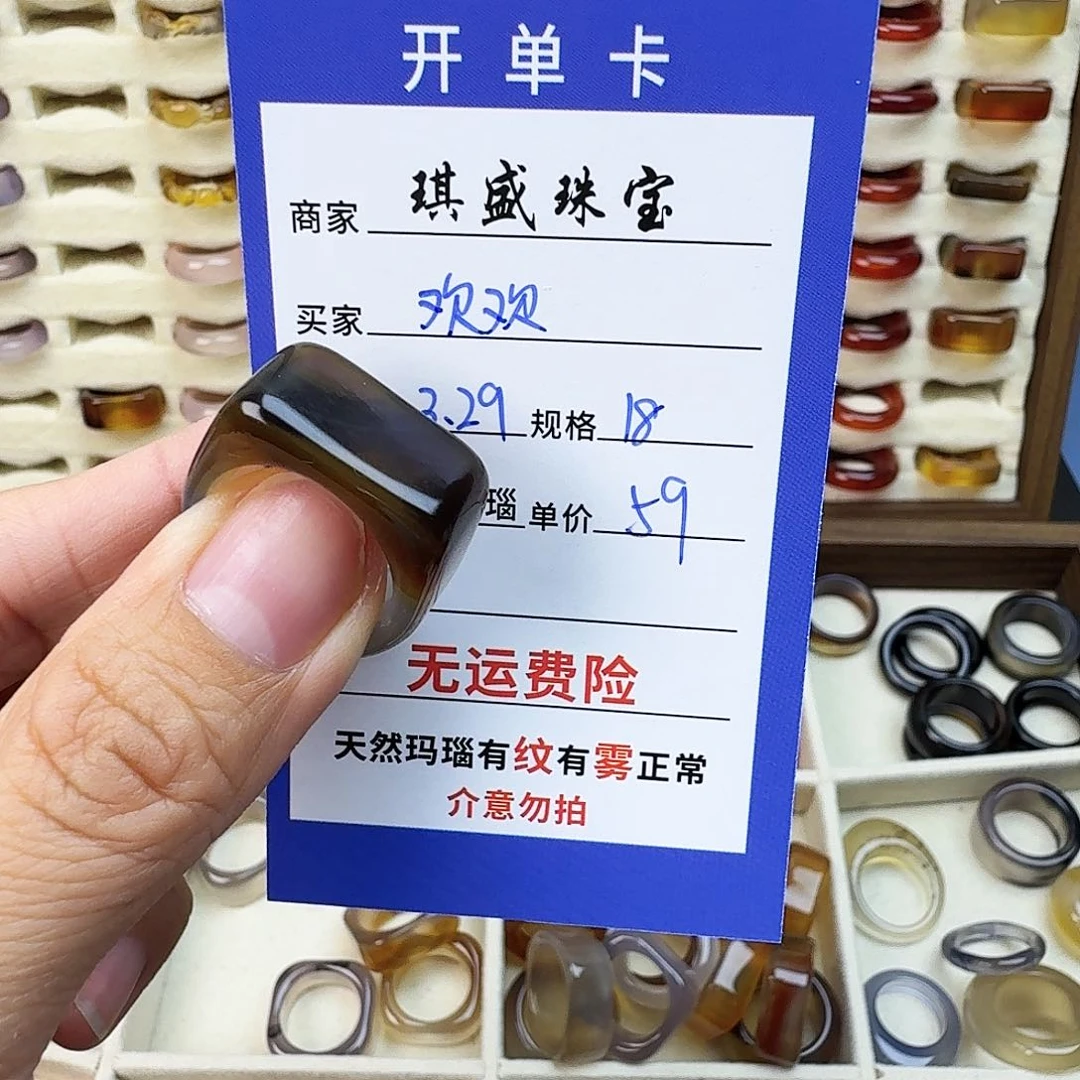 开单卡
商家 琪盛珠宝
买家 欢欢
3.29 规格 18
瑙 单价 59
无运费险
天然玛瑙有纹有雾正常
介意勿拍